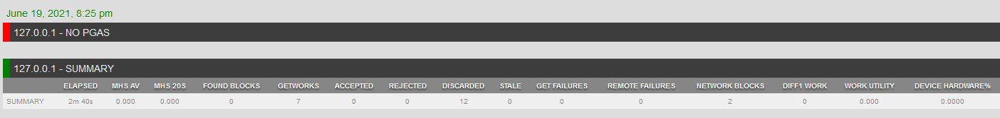 June 19, 2021, 8:25 pm
127.0.0.1 - NO PGAS
127.0.0.1 - SUMMARY
ELAPSED MHS AV MHS 20S FOUND BLOCKS GETWORKS ACCEPTED REJECTED DISCARDED STALE GET FAILURES REMOTE FAILURES NETWORK BLOCKS DIFF1 WORK WORK UTILITY DEVICE HARDWARE%
SUMMARY 2m 40s 0.000 0.000 0 7 0 0 12 0 0 0 2 0 0.000 0.0000